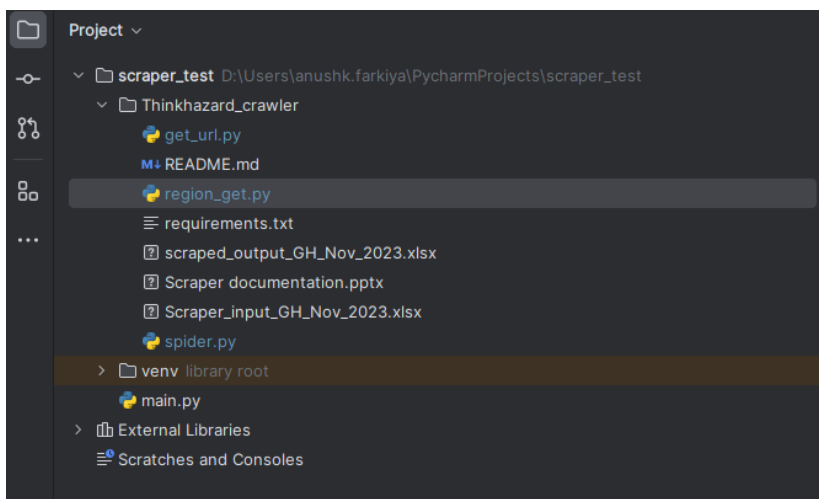 Project
scraper_test D:\Users\anushk.farkiya\PycharmProjects\scraper_test
Thinkhazard_crawler
get_url.py
M↓ README.md
region_get.py
requirements.txt
? scraped_output_GH_Nov_2023.xlsx
? Scraper documentation.pptx
? Scraper_input_GH_Nov_2023.xlsx
spider.py
venv library root
main.py
External Libraries
Scratches and Consoles